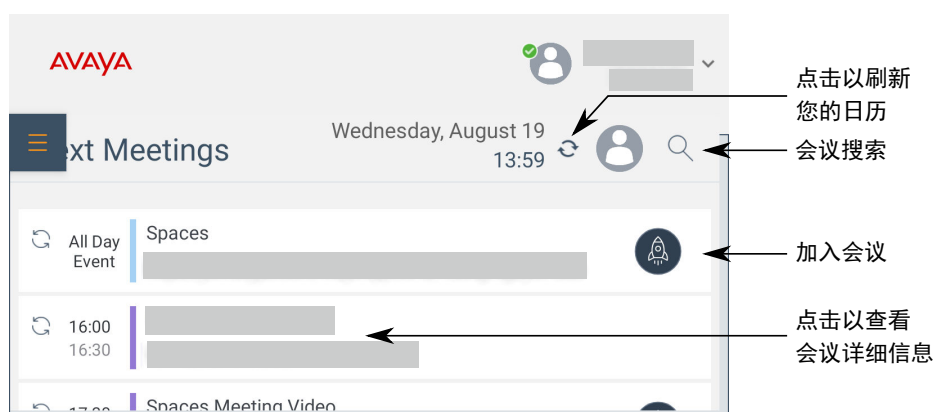 AVAYA
点击以刷新
您的日历
Wednesday, August 19
ext Meetings
13:59
会议搜索
Spaces
All Day
Event
加入会议
16:00
16:30
点击以查看
会议详细信息
Spaces Meeting Video